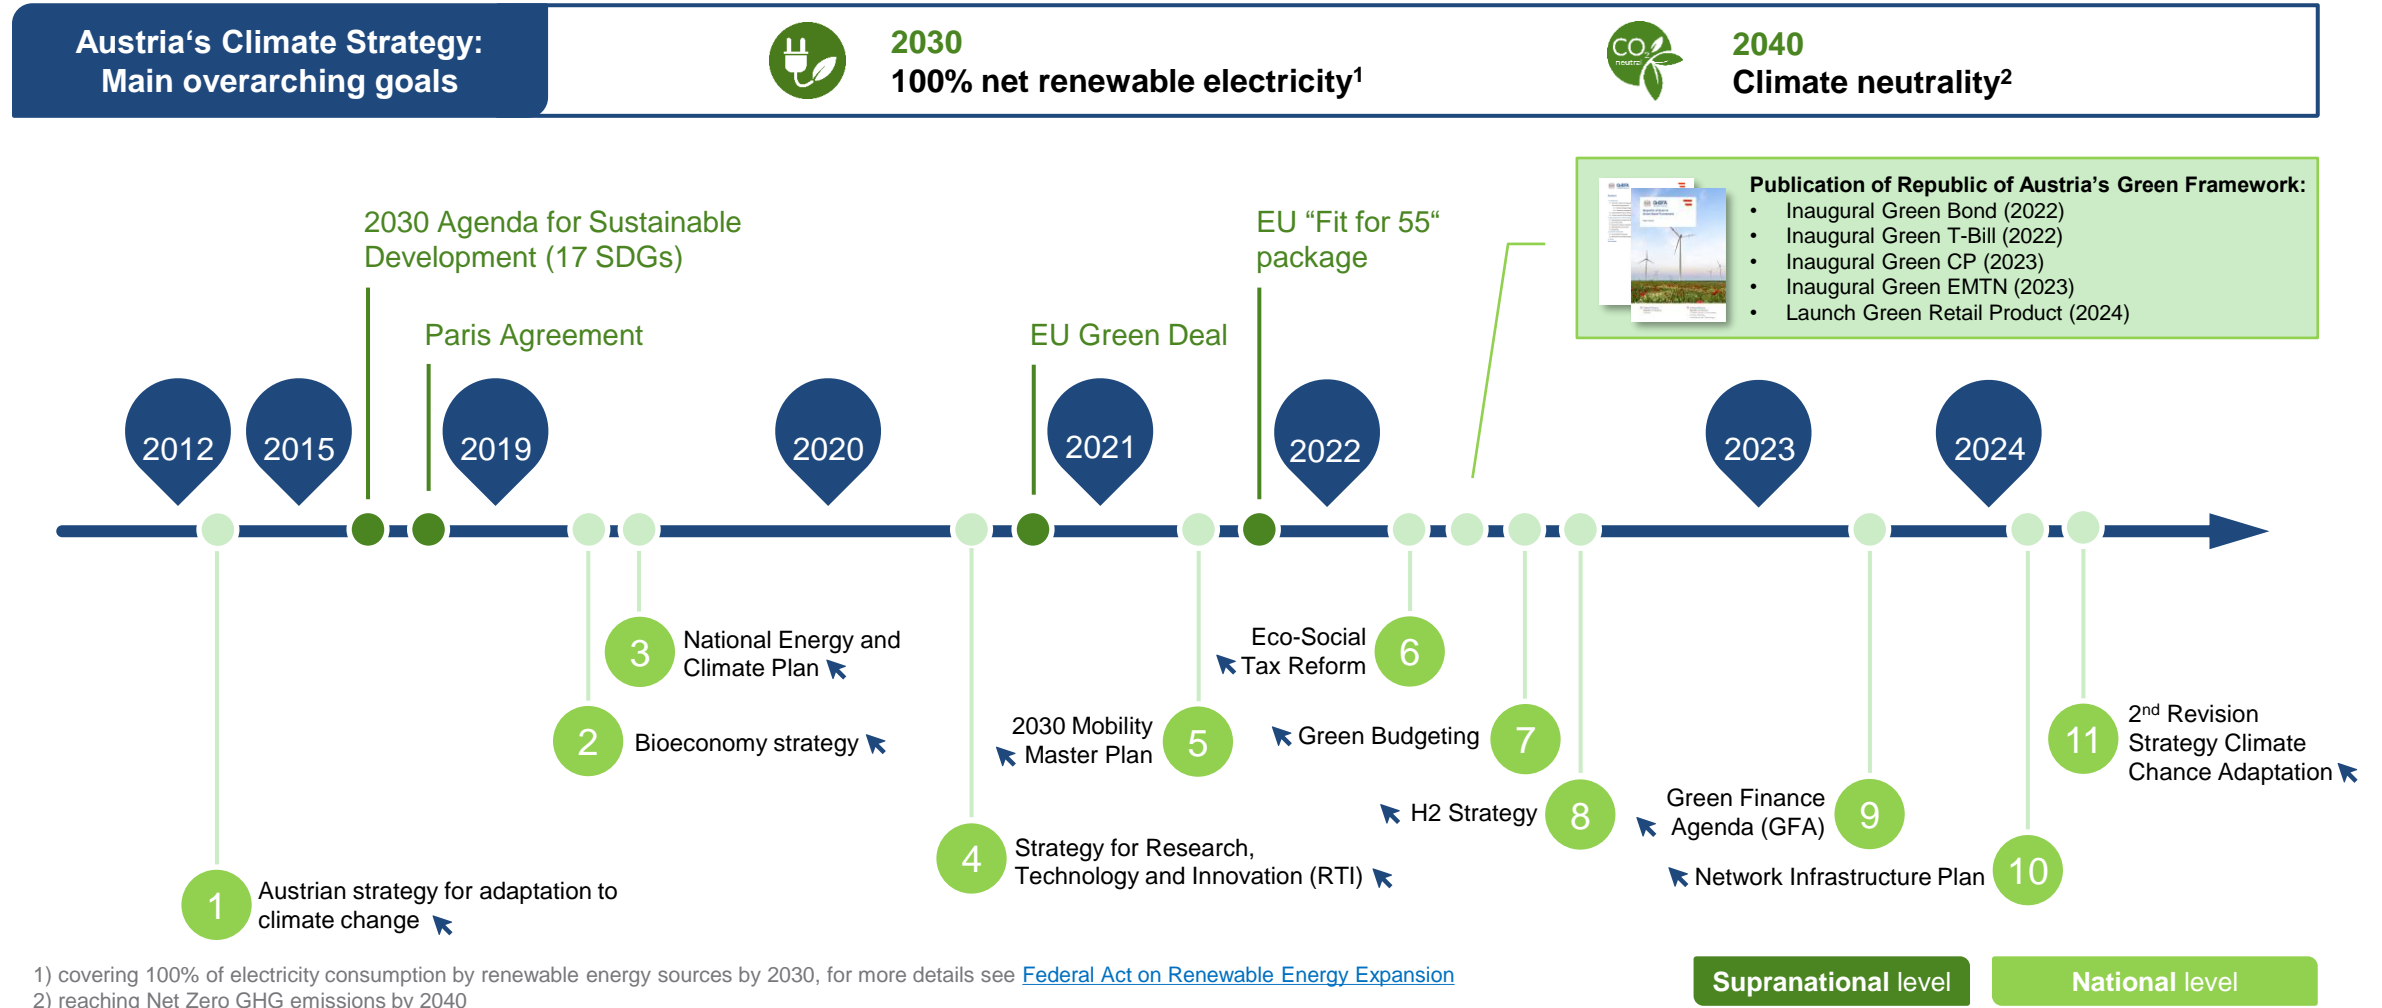 Austria‘s Climate Strategy:
Main overarching goals
2030
100% net renewable electricity¹
CO2
neutral
2040
Climate neutrality²
Publication of Republic of Austria’s Green Framework:
• Inaugural Green Bond (2022)
• Inaugural Green T-Bill (2022)
• Inaugural Green CP (2023)
• Inaugural Green EMTN (2023)
• Launch Green Retail Product (2024)
2030 Agenda for Sustainable
Development (17 SDGs)
EU “Fit for 55“
package
Paris Agreement
EU Green Deal
2012
2015
2019
2020
2021
2022
2023
2024
3
National Energy and
Climate Plan
2
Bioeconomy strategy
1
Austrian strategy for adaptation to
climate change
4
Strategy for Research,
Technology and Innovation (RTI)
2030 Mobility
Master Plan
5
Eco-Social
Tax Reform
6
Green Budgeting
7
H2 Strategy
8
Green Finance
Agenda (GFA)
9
Network Infrastructure Plan
10
11
2nd Revision
Strategy Climate
Chance Adaptation
1) covering 100% of electricity consumption by renewable energy sources by 2030, for more details see Federal Act on Renewable Energy Expansion
2) reaching Net Zero GHG emissions by 2040
Supranational level
National level